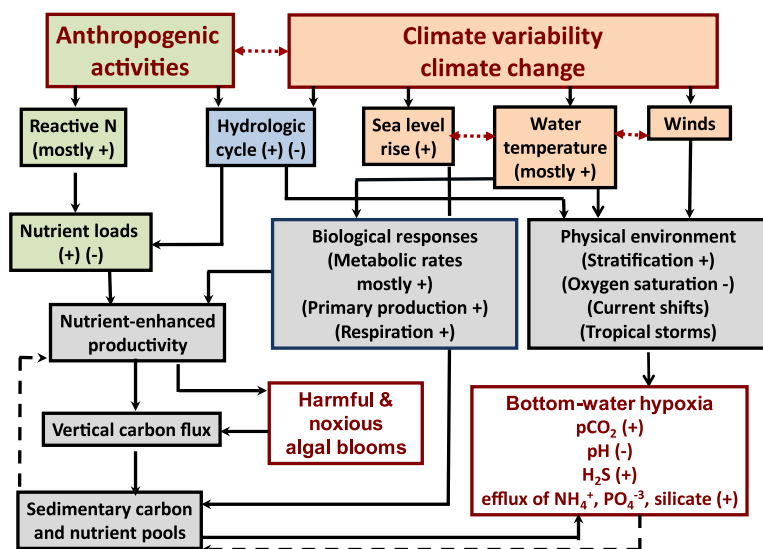 Anthropogenic
activities
Climate variability
climate change
Reactive N
(mostly +)
Hydrologic
cycle (+) (-)
Sea level
rise (+)
Water
temperature
(mostly +)
Winds
Nutrient loads
(+) (-)
Biological responses
(Metabolic rates
mostly +)
(Primary production +)
(Respiration +)
Physical environment
(Stratification +)
(Oxygen saturation -)
(Current shifts)
(Tropical storms)
Nutrient-enhanced
productivity
Harmful &
noxious
algal blooms
Vertical carbon flux
Bottom-water hypoxia
pCO₂ (+)
pH (-)
H₂S (+)
efflux of NH₄⁺, PO₄⁻³, silicate (+)
Sedimentary carbon
and nutrient pools